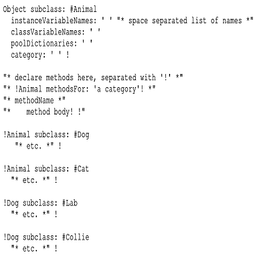 Object subclass: #Animal
instanceVariableNames: ' ' "* space separated list of names *"
classVariableNames: ' '
poolDictionaries: ' '
category: ' ' !
"* declare methods here, separated with '!' *"
"* !Animal methodsFor: 'a category'! *"
"* methodName *"
"* method body! !"
!Animal subclass: #Dog
"* etc. *" !
!Animal subclass: #Cat
"* etc. *" !
!Dog subclass: #Lab
"* etc. *" !
!Dog subclass: #Collie
"* etc. *" !